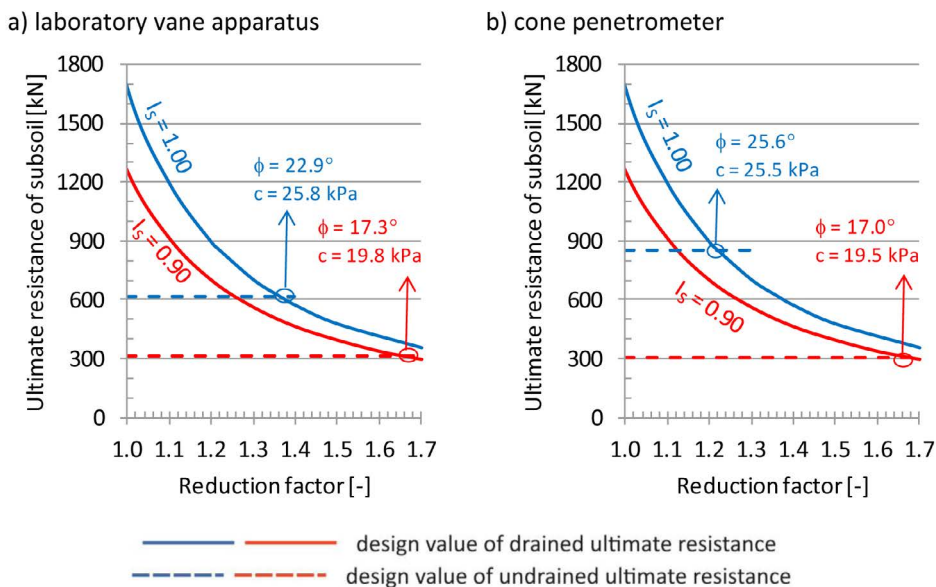 a) laboratory vane apparatus
Ultimate resistance of subsoil [kN]
1800
1500
1200
900
600
300
0
I_S = 1.00
I_S = 0.90
ϕ = 22.9°
c = 25.8 kPa
ϕ = 17.3°
c = 19.8 kPa
1.0 1.1 1.2 1.3 1.4 1.5 1.6 1.7
Reduction factor [-]
b) cone penetrometer
Ultimate resistance of subsoil [kN]
1800
1500
1200
900
600
300
0
I_S = 1.00
I_S = 0.90
ϕ = 25.6°
c = 25.5 kPa
ϕ = 17.0°
c = 19.5 kPa
1.0 1.1 1.2 1.3 1.4 1.5 1.6 1.7
Reduction factor [-]
design value of drained ultimate resistance
design value of undrained ultimate resistance